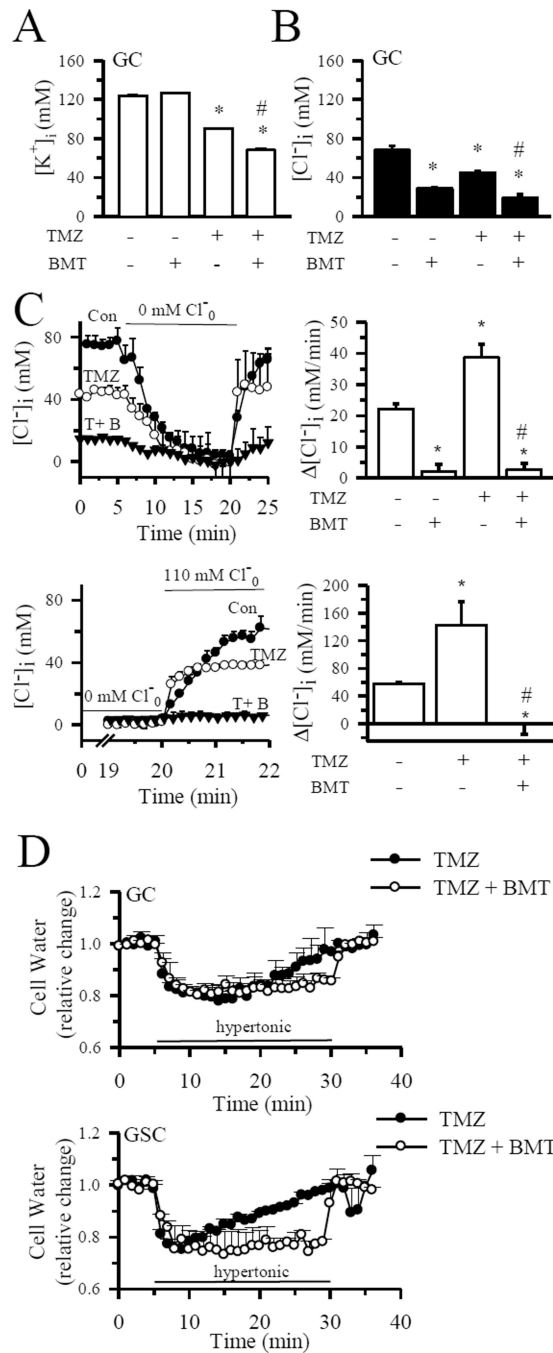 A
GC
160
120
80
40
0
[K⁺]i (mM)
TMZ - - + +
BMT - + - +
*
#
*
B
GC
160
120
80
40
0
[Cl⁻]i (mM)
TMZ - - + +
BMT - + - +
*
*
#
*
C
Con
0 mM Cl⁻0
TMZ
T+ B
80
40
0
[Cl⁻]i (mM)
0 5 10 15 20 25
Time (min)
50
40
30
20
10
0
Δ[Cl⁻]i (mM/min)
*
*
#
*
TMZ - - + +
BMT - + - +
110 mM Cl⁻0
Con
TMZ
0 mM Cl⁻0
T+ B
80
40
0
[Cl⁻]i (mM)
19 20 21 22
Time (min)
200
160
120
80
40
0
Δ[Cl⁻]i (mM/min)
*
#
*
TMZ - + +
BMT - - +
D
TMZ
TMZ + BMT
GC
1.2
1.0
0.8
0.6
Cell Water
(relative change)
hypertonic
0 10 20 30 40
Time (min)
TMZ
TMZ + BMT
GSC
1.2
1.0
0.8
0.6
Cell Water
(relative change)
hypertonic
0 10 20 30 40
Time (min)